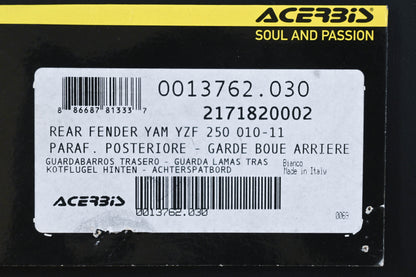 ACERBIS
SOUL AND PASSION
0013762.030
8 86687 81333 7
2171820002
REAR FENDER YAM YZF 250 010-11
PARAF. POSTERIORE - GARDE BOUE ARRIERE
GUARDABARROS TRASERO - GUARDA LAMAS TRAS
KOTFLUGEL HINTEN - ACHTERSPATBORD
Bianco
Made in Italy
ACERBIS
0013762.030
0069